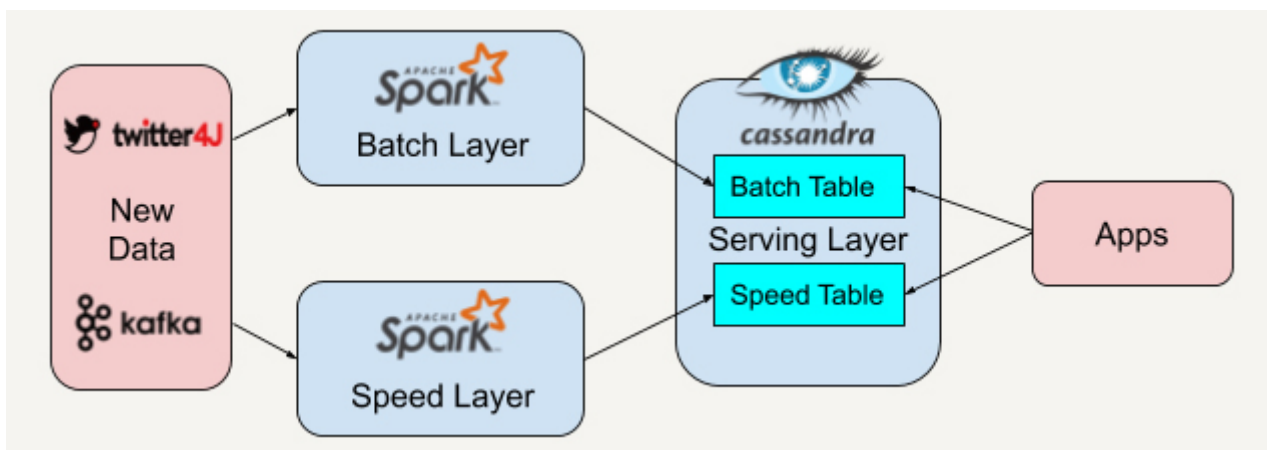 twitter4J
New
Data
kafka
APACHE
Spark
Batch Layer
APACHE
Spark
Speed Layer
cassandra
Batch Table
Serving Layer
Speed Table
Apps